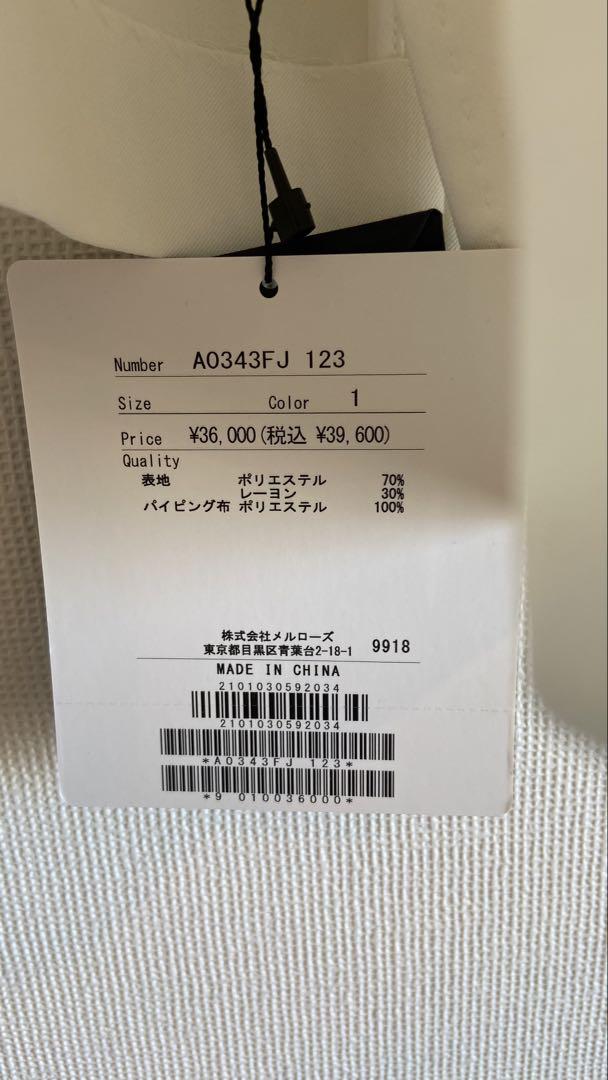 Number A0343FJ 123
Size Color 1
Price ¥36,000(税込 ¥39,600)
Quality
表地 ポリエステル 70%
レーヨン 30%
パイピング布 ポリエステル 100%
株式会社メルローズ
東京都目黒区青葉台2-18-1 9918
MADE IN CHINA
2101030592034
2101030592034
*A0343FJ 123*
*9 010036000*